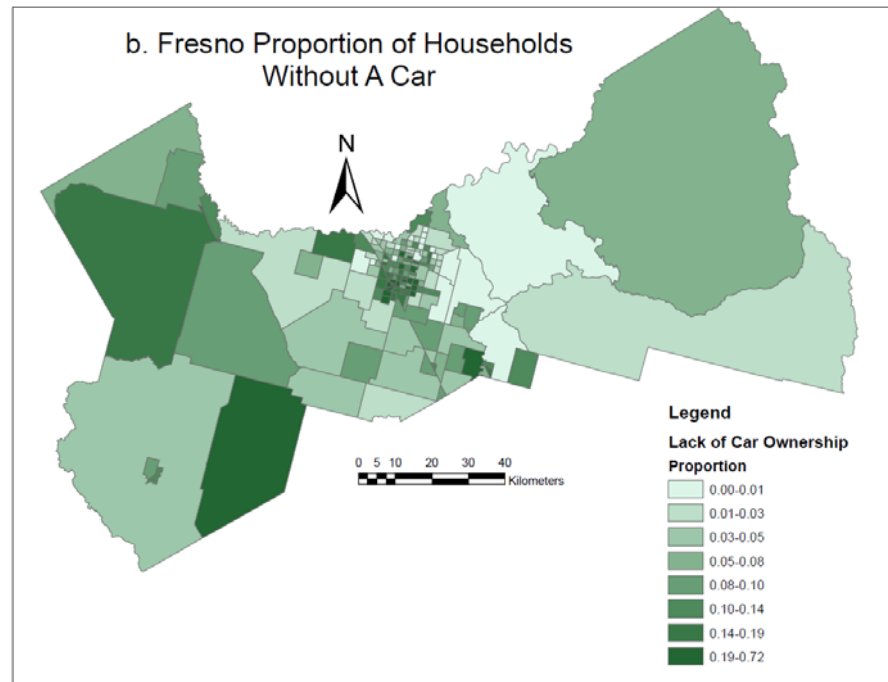 b. Fresno Proportion of Households
Without A Car
N
0 5 10 20 30 40
Kilometers
Legend
Lack of Car Ownership
Proportion
0.00-0.01
0.01-0.03
0.03-0.05
0.05-0.08
0.08-0.10
0.10-0.14
0.14-0.19
0.19-0.72